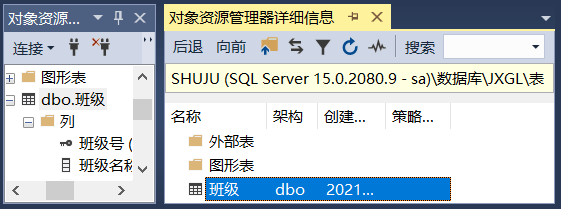 对象资源...
连接
图形表
dbo.班级
列
班级号 (
班级名称
对象资源管理器详细信息
后退 向前 搜索
SHUJU (SQL Server 15.0.2080.9 - sa)\数据库\JXGL\表
名称 架构 创建... 策略...
外部表
图形表
班级 dbo 2021...